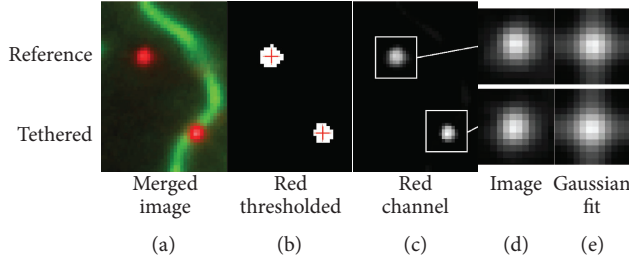 Reference
Tethered
Merged image
Red thresholded
Red channel
Image
Gaussian fit
(a)
(b)
(c)
(d)
(e)